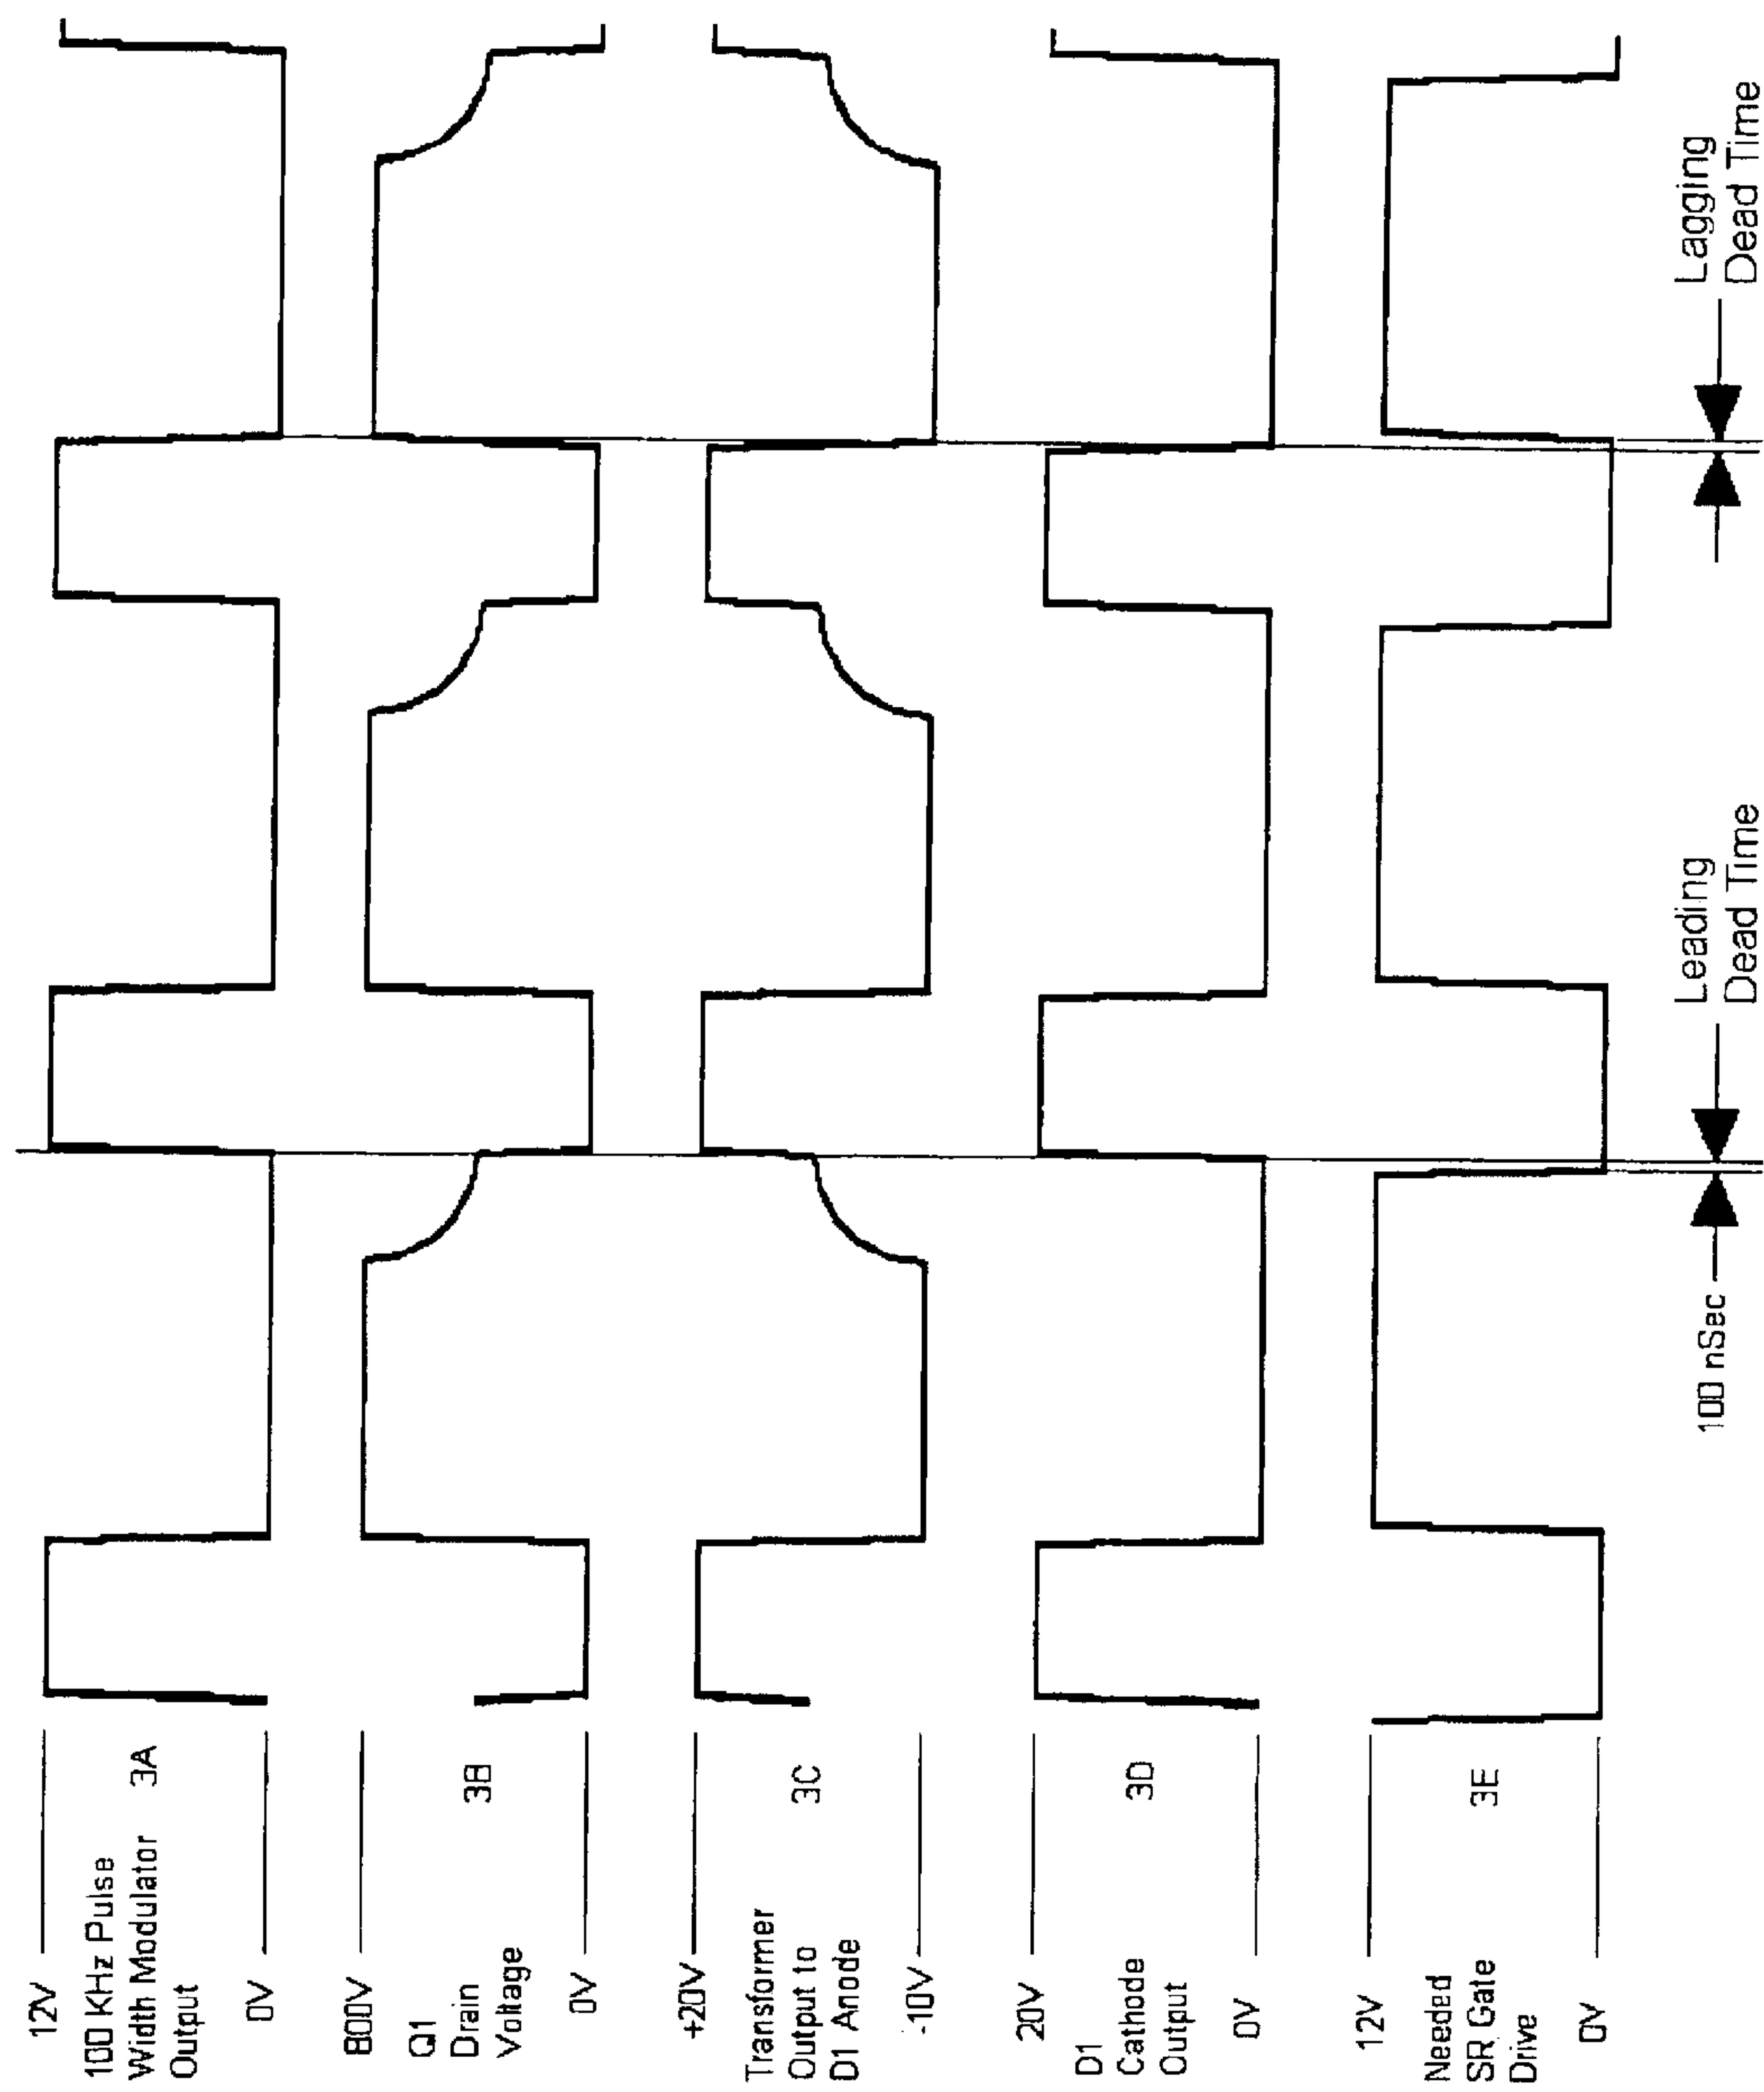 12V
100 KHz Pulse
Width Modulator 3A
Output
0V
800V
Q1
Drain 3B
Voltage
0V
+20V
Transformer
Output to 3C
D1 Anode
-10V
20V
D1
Cathode 3D
Output
0V
12V
Needed
SR Gate 3E
Drive
0V
100 nSec
Leading
Dead Time
Lagging
Dead Time